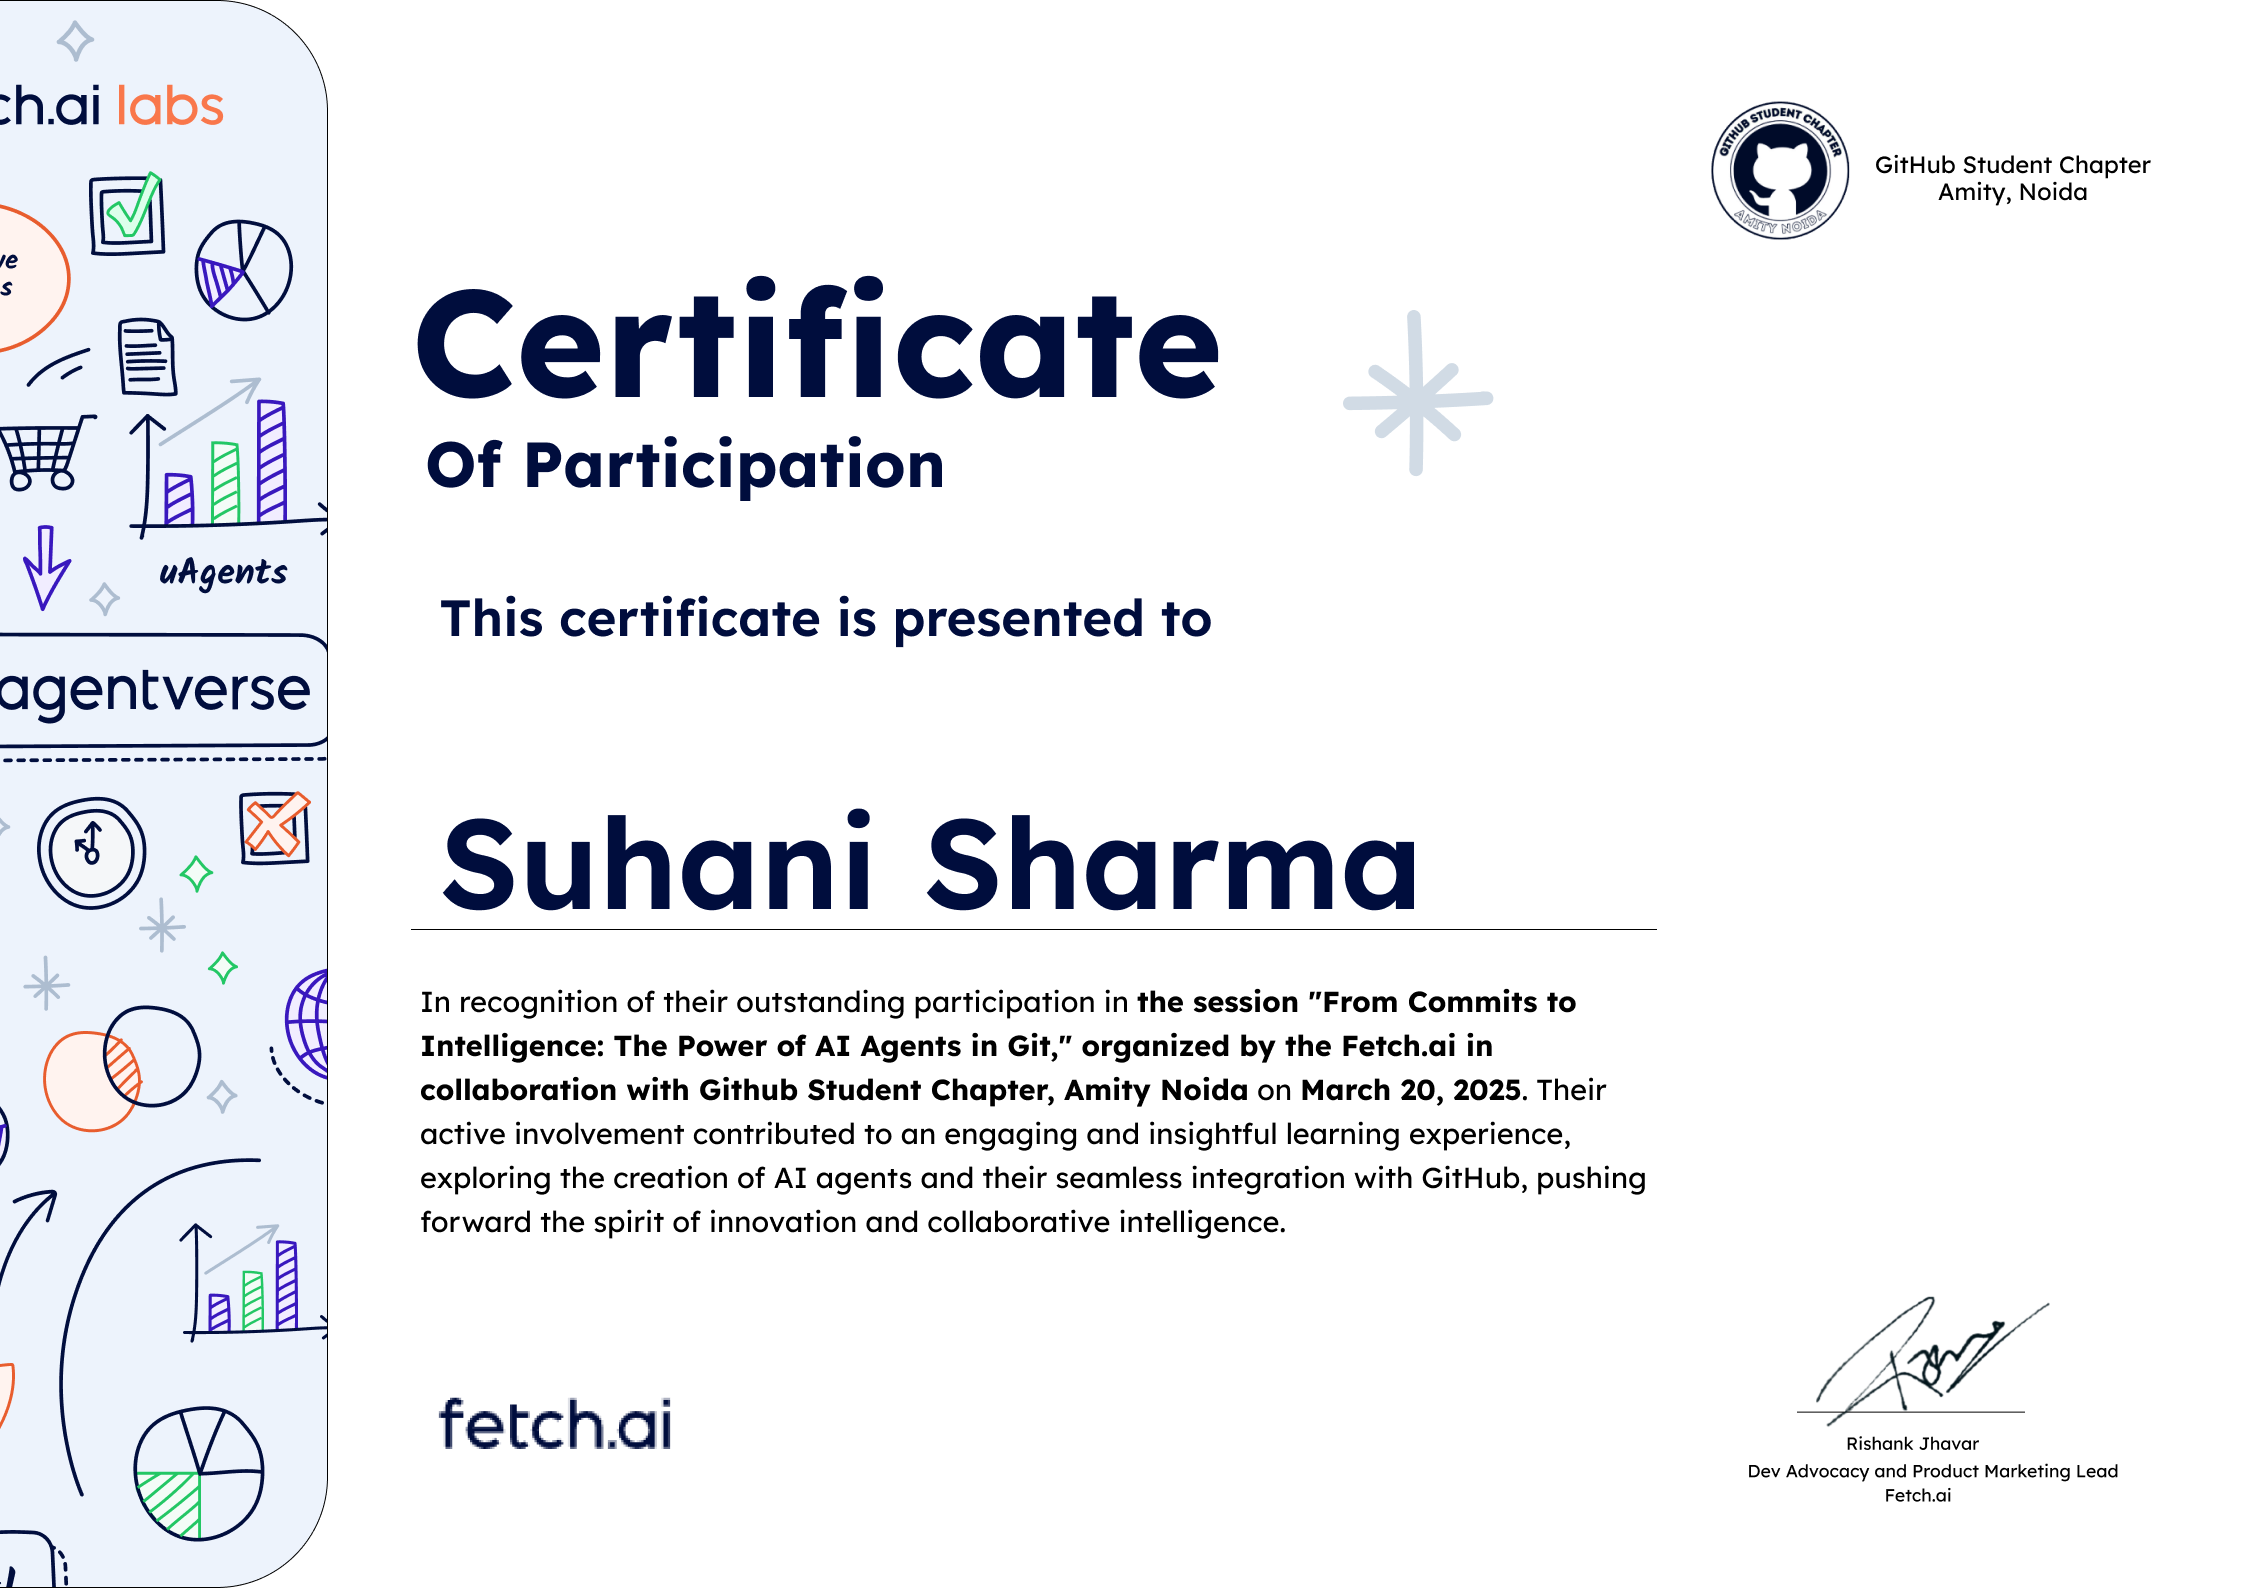 ch.ai labs
uAgents
agentverse
GITHUB STUDENT CHAPTER
AMITY NOIDA
GitHub Student Chapter
Amity, Noida
Certificate
Of Participation
This certificate is presented to
Suhani Sharma
In recognition of their outstanding participation in the session "From Commits to
Intelligence: The Power of AI Agents in Git," organized by the Fetch.ai in
collaboration with Github Student Chapter, Amity Noida on March 20, 2025. Their
active involvement contributed to an engaging and insightful learning experience,
exploring the creation of AI agents and their seamless integration with GitHub, pushing
forward the spirit of innovation and collaborative intelligence.
fetch.ai
Rishank Jhavar
Dev Advocacy and Product Marketing Lead
Fetch.ai